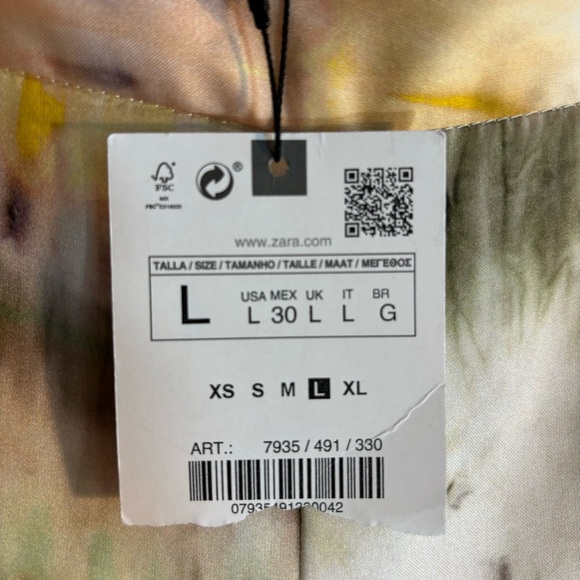 FSC
®
www.zara.com
TALLA / SIZE / TAMANHO / TAILLE / MAAT / ΜΕΓΕΘΟΣ
L USA MEX UK IT BR
L 30 L L G
XS S M L XL
ART.: 7935 / 491 / 330